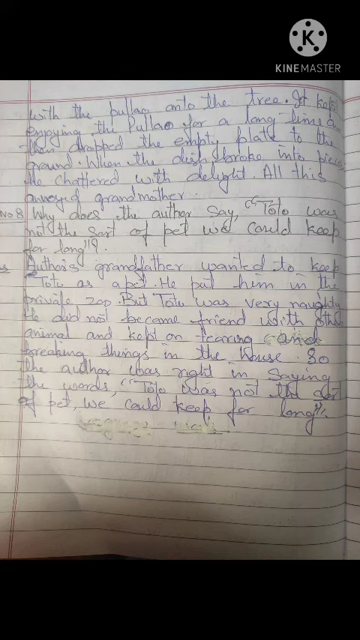 K
KINEMASTER
with the pullao onto the tree. It kept
enjoying the Pullao for a long time &
then dropped the empty plate to the
ground. When the dish broke into pieces
he chattered with delight. All this
annoyed grandmother.
No 8 Why does the author say, "Toto was
not the sort of pet we could keep
for long"?
Ans Author's grandfather wanted to keep
Toto as a pet. He put him in the
private zoo. But Toto was very naughty
He did not become friend with other
animal and kept on tearing and
breaking things in the house. So
the author was right in saying
the words, "Toto was not the sort
of pet, we could keep for long".